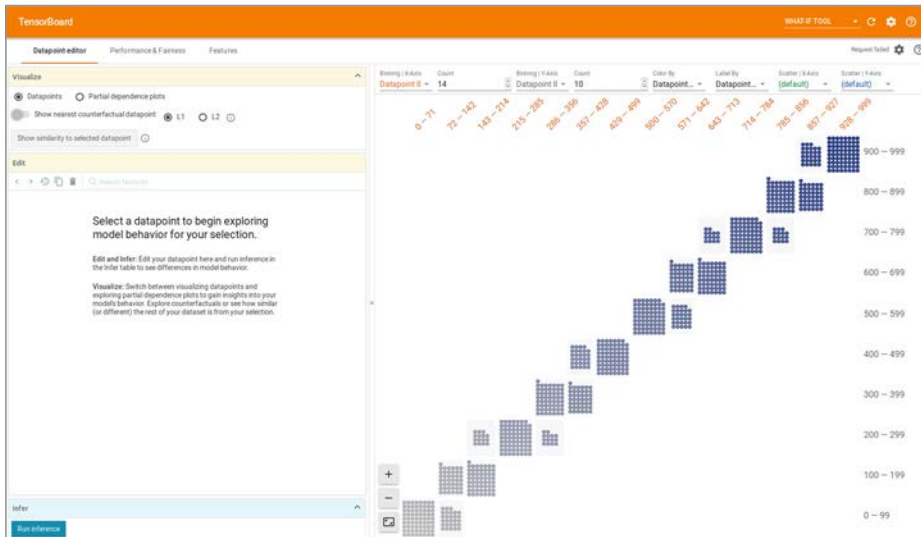 TensorBoard
WHAT-IF TOOL
Datapoint editor Performance & Fairness Features
Request failed
Visualize
Datapoints Partial dependence plots
Show nearest counterfactual datapoint L1 L2
Show similarity to selected datapoint
Edit
Search features
Select a datapoint to begin exploring
model behavior for your selection.
Edit and Infer: Edit your datapoint here and run inference in
the Infer table to see differences in model behavior.
Visualize: Switch between visualizing datapoints and
exploring partial dependence plots to gain insights into your
model's behavior. Explore counterfactuals or see how similar
(or different) the rest of your dataset is from your selection.
Infer
Run inference
Binning | X-Axis Count Binning | Y-Axis Count Color By Label By Scatter | X-Axis Scatter | Y-Axis
Datapoint II 14 Datapoint II 10 Datapoint... Datapoint... (default) (default)
0 – 71
72 – 142
143 – 214
215 – 285
286 – 356
357 – 428
429 – 499
500 – 570
571 – 642
643 – 713
714 – 784
785 – 856
857 – 927
928 – 999
900 – 999
800 – 899
700 – 799
600 – 699
500 – 599
400 – 499
300 – 399
200 – 299
100 – 199
0 – 99